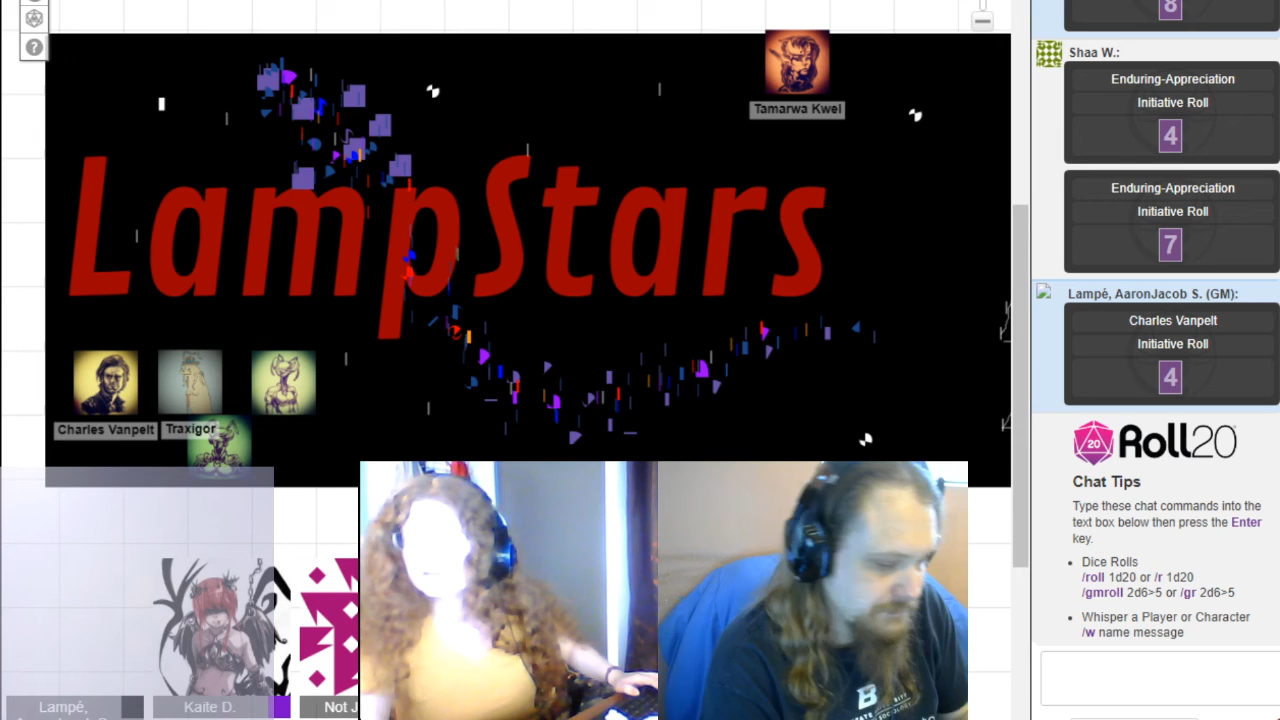 8
Shaa W.:
Enduring-Appreciation
Initiative Roll
4
Enduring-Appreciation
Initiative Roll
7
Lampé, AaronJacob S. (GM):
Charles Vanpelt
Initiative Roll
4
20 Roll20
Chat Tips
Type these chat commands into the
text box below then press the Enter
key.
Dice Rolls
/roll 1d20 or /r 1d20
/gmroll 2d6>5 or /gr 2d6>5
Whisper a Player or Character
/w name message
?
Tamarwa Kwei
LampStars
Charles Vanpelt
Traxigor
Lampé,
Kaite D.
Not J
B